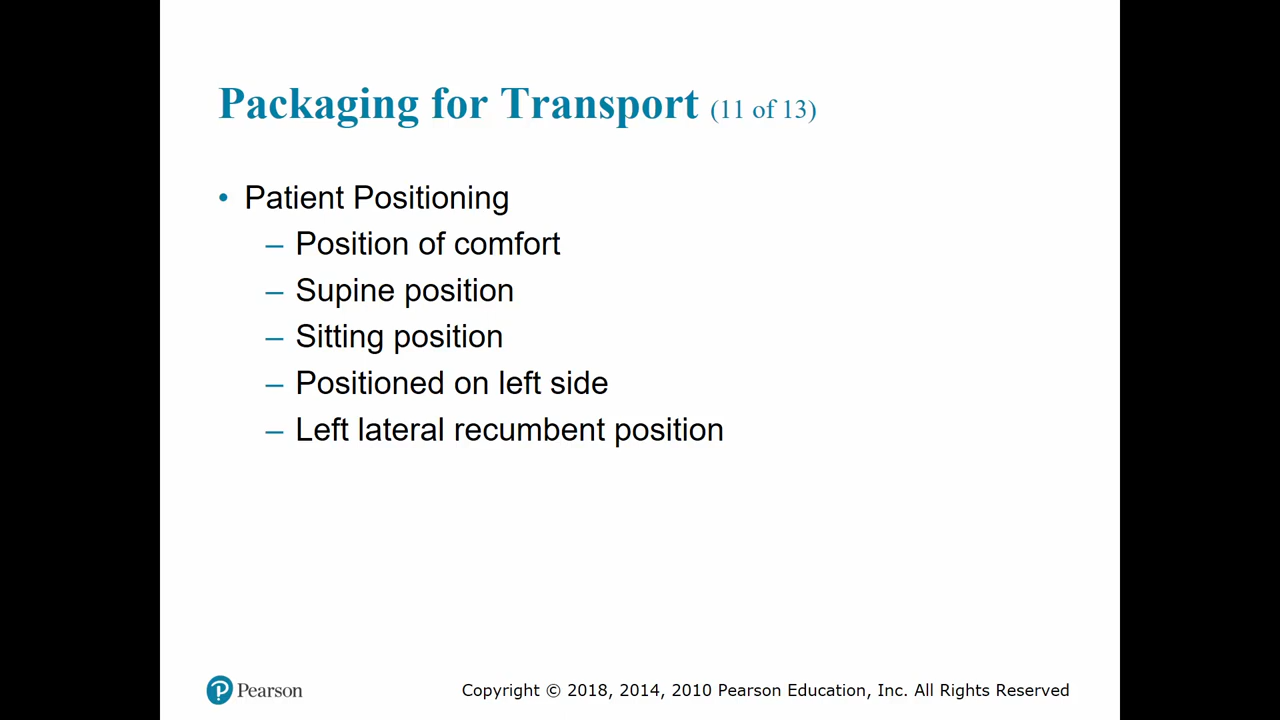 Packaging for Transport (11 of 13)
• Patient Positioning
– Position of comfort
– Supine position
– Sitting position
– Positioned on left side
– Left lateral recumbent position
Pearson
Copyright © 2018, 2014, 2010 Pearson Education, Inc. All Rights Reserved